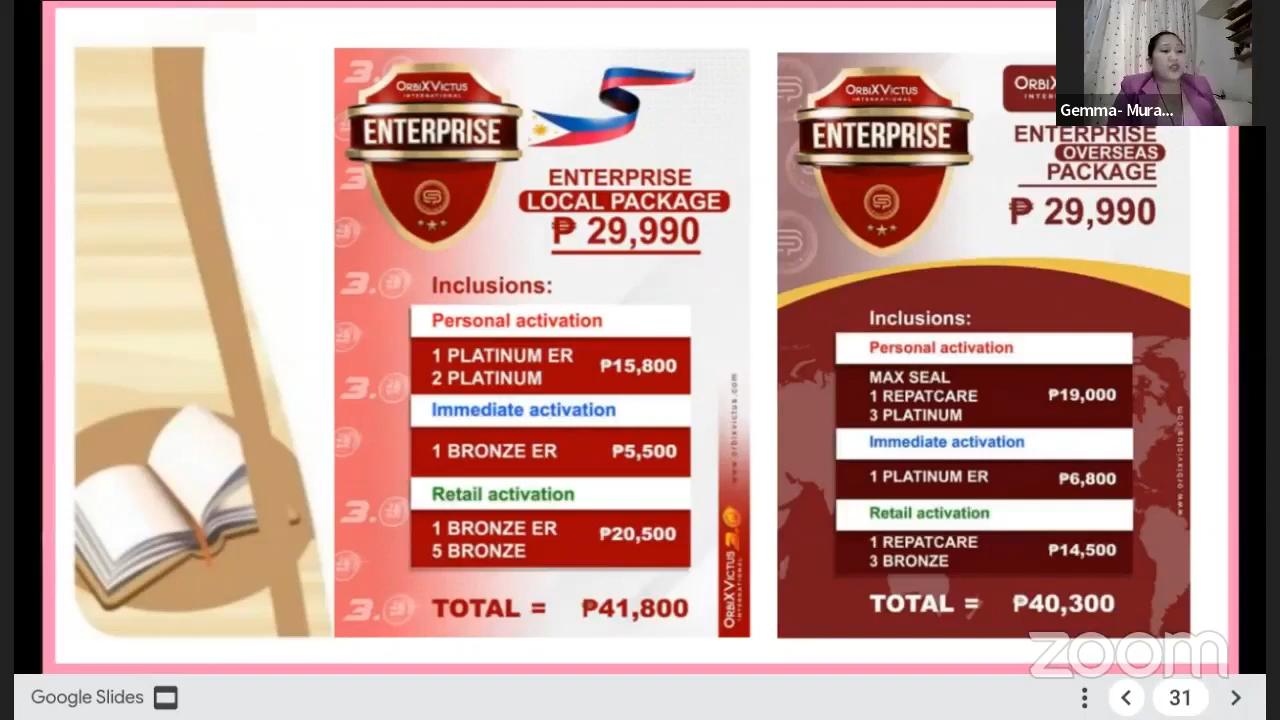 ORBIXVICTUS
INTERNATIONAL
ENTERPRISE
ENTERPRISE
LOCAL PACKAGE
₱ 29,990
Inclusions:
Personal activation
1 PLATINUM ER
2 PLATINUM
₱15,800
Immediate activation
1 BRONZE ER
₱5,500
Retail activation
1 BRONZE ER
5 BRONZE
₱20,500
TOTAL = ₱41,800
www.orbixvictus.com
ORBIXVICTUS 3.0
INTERNATIONAL
ORBIXVICTUS
INTERNATIONAL
ENTERPRISE
ENTERPRISE
OVERSEAS
PACKAGE
₱ 29,990
Inclusions:
Personal activation
MAX SEAL
1 REPATCARE
3 PLATINUM
₱19,000
Immediate activation
1 PLATINUM ER
₱6,800
Retail activation
1 REPATCARE
3 BRONZE
₱14,500
TOTAL = ₱40,300
www.orbixvictus.com
Gemma- Mura...
zoom
Google Slides
31